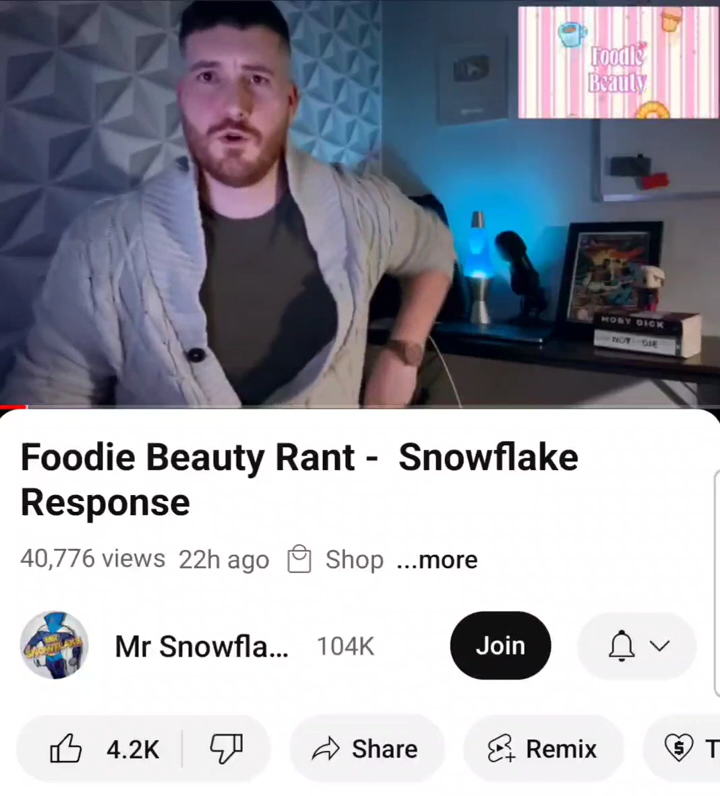 Foodie
Beauty
MOBY DICK
Foodie Beauty Rant - Snowflake
Response
40,776 views 22h ago Shop ...more
Mr Snowfla... 104K Join
4.2K Share Remix T